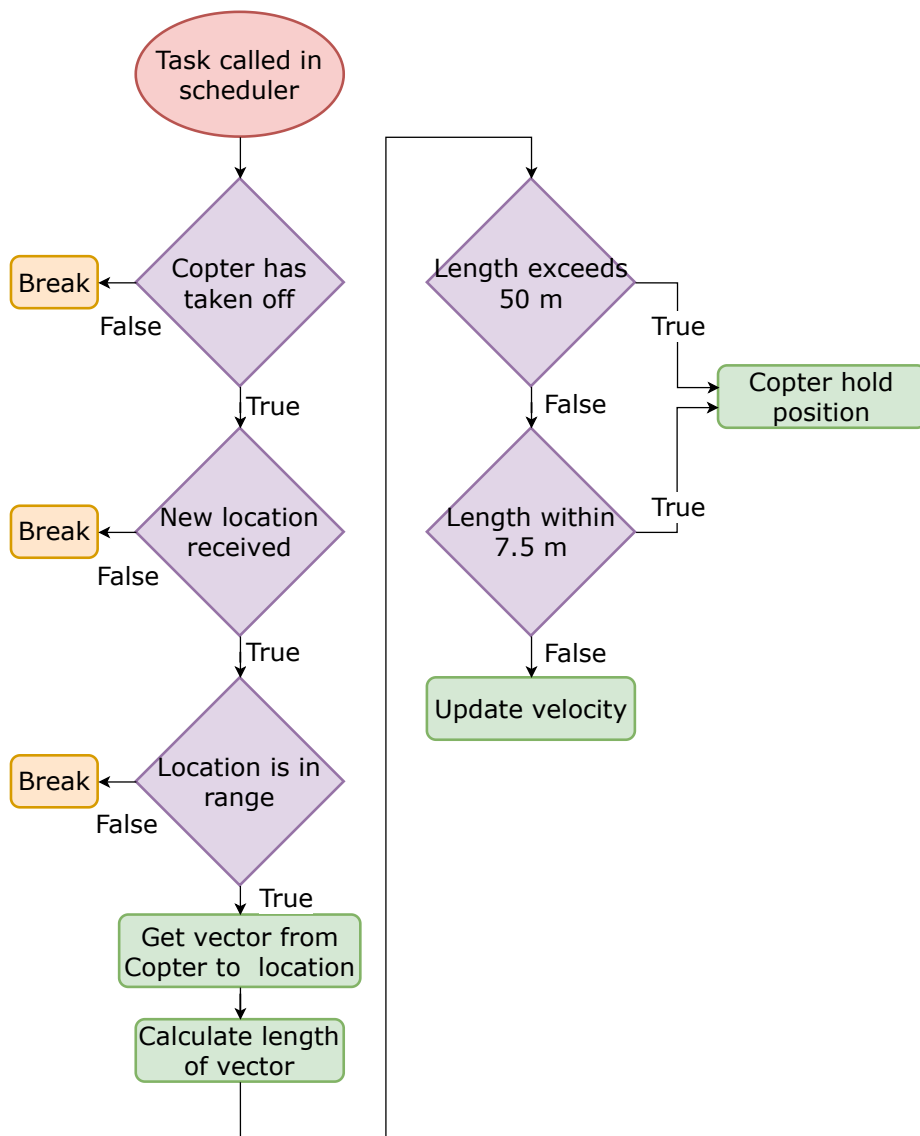 Task called in
scheduler
Copter has
taken off
Break
False
True
New location
received
Break
False
True
Location is in
range
Break
False
True
Get vector from
Copter to  location
Calculate length
of vector
Length exceeds
50 m
True
False
Copter hold
position
Length within
7.5 m
True
False
Update velocity